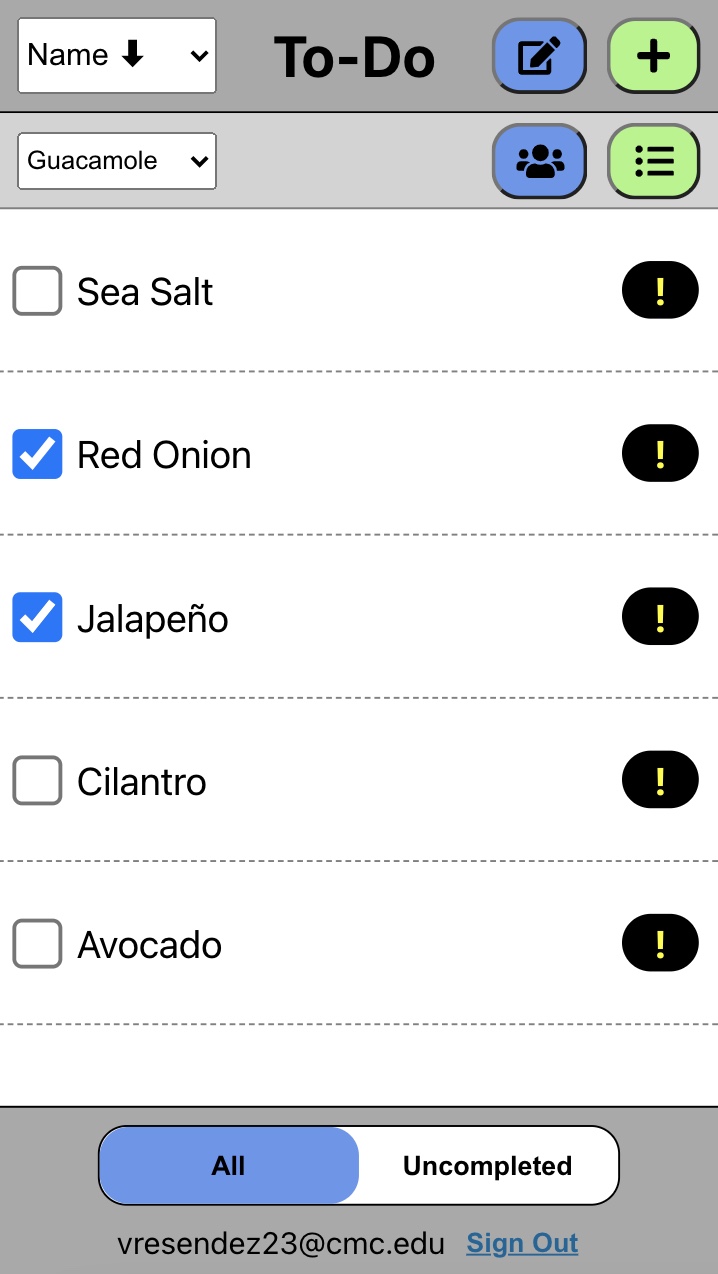 Name ⬇ To-Do
Guacamole
Sea Salt !
Red Onion !
Jalapeño !
Cilantro !
Avocado !
All Uncompleted
vresendez23@cmc.edu Sign Out